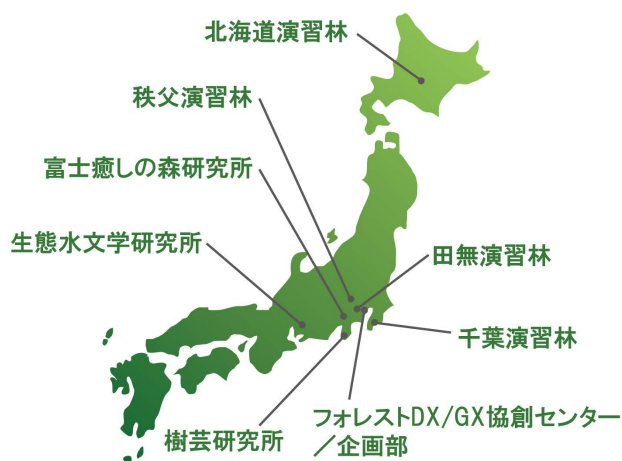 北海道演習林
秩父演習林
富士癒しの森研究所
生態水文学研究所
田無演習林
千葉演習林
フォレストDX/GX協創センター
／企画部
樹芸研究所